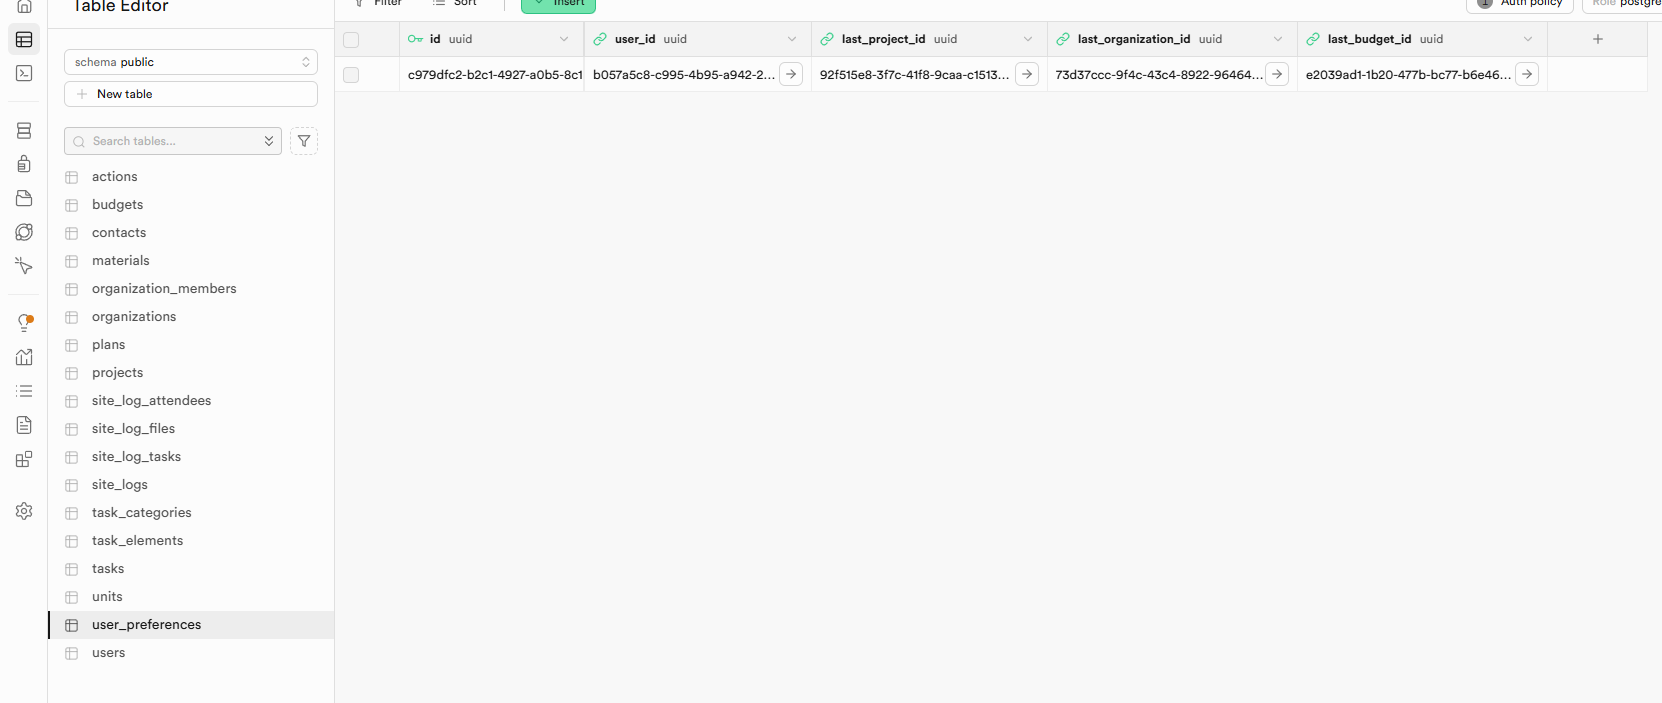 Table Editor
Filter Sort Insert
1 Auth policy
Role postgre
schema public
New table
Search tables...
actions
budgets
contacts
materials
organization_members
organizations
plans
projects
site_log_attendees
site_log_files
site_log_tasks
site_logs
task_categories
task_elements
tasks
units
user_preferences
users
id uuid user_id uuid last_project_id uuid last_organization_id uuid last_budget_id uuid
c979dfc2-b2c1-4927-a0b5-8c1 b057a5c8-c995-4b95-a942-2... 92f515e8-3f7c-41f8-9caa-c1513... 73d37ccc-9f4c-43c4-8922-96464... e2039ad1-1b20-477b-bc77-b6e46...